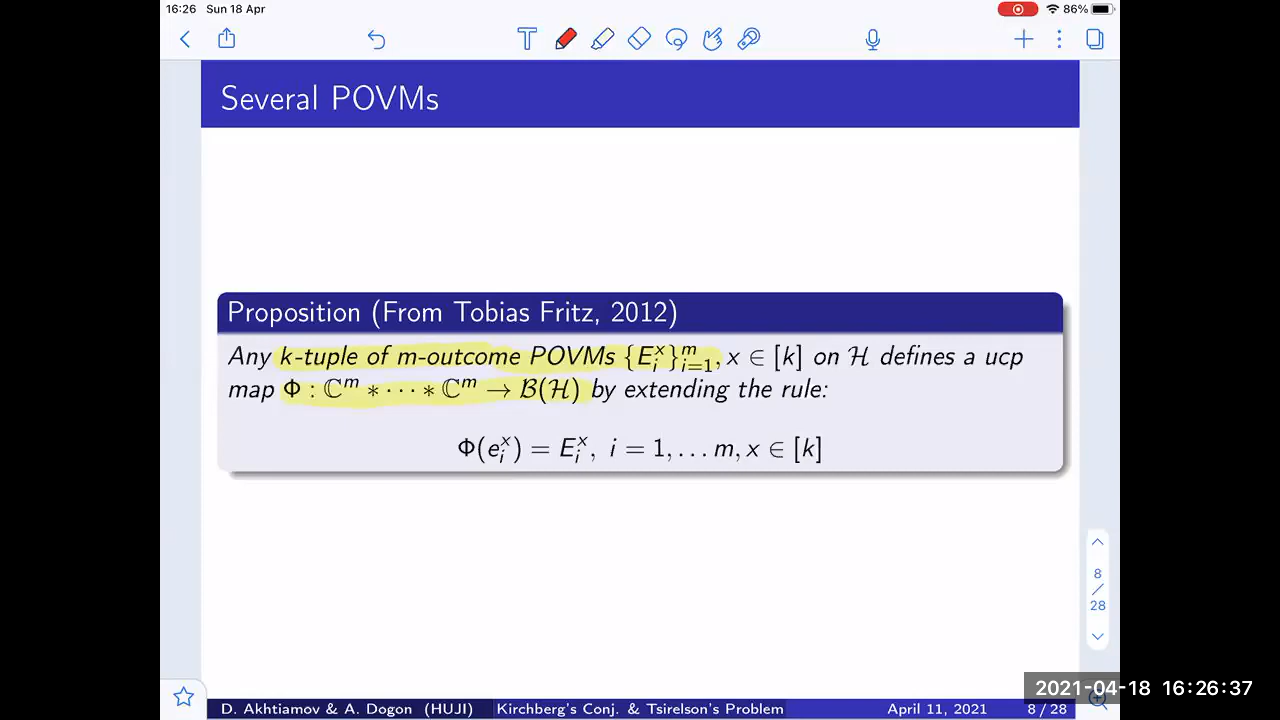 16:26 Sun 18 Apr
86%
Several POVMs
Proposition (From Tobias Fritz, 2012)
Any k-tuple of m-outcome POVMs {E_i^x}_{i=1}^m, x ∈ [k] on ℋ defines a ucp
map Φ : ℂ^m ∗ ⋯ ∗ ℂ^m → ℬ(ℋ) by extending the rule:
Φ(e_i^x) = E_i^x, i = 1, … m, x ∈ [k]
8
/
28
D. Akhtiamov & A. Dogon (HUJI) Kirchberg's Conj. & Tsirelson's Problem April 11, 2021 8 / 28
2021-04-18 16:26:37